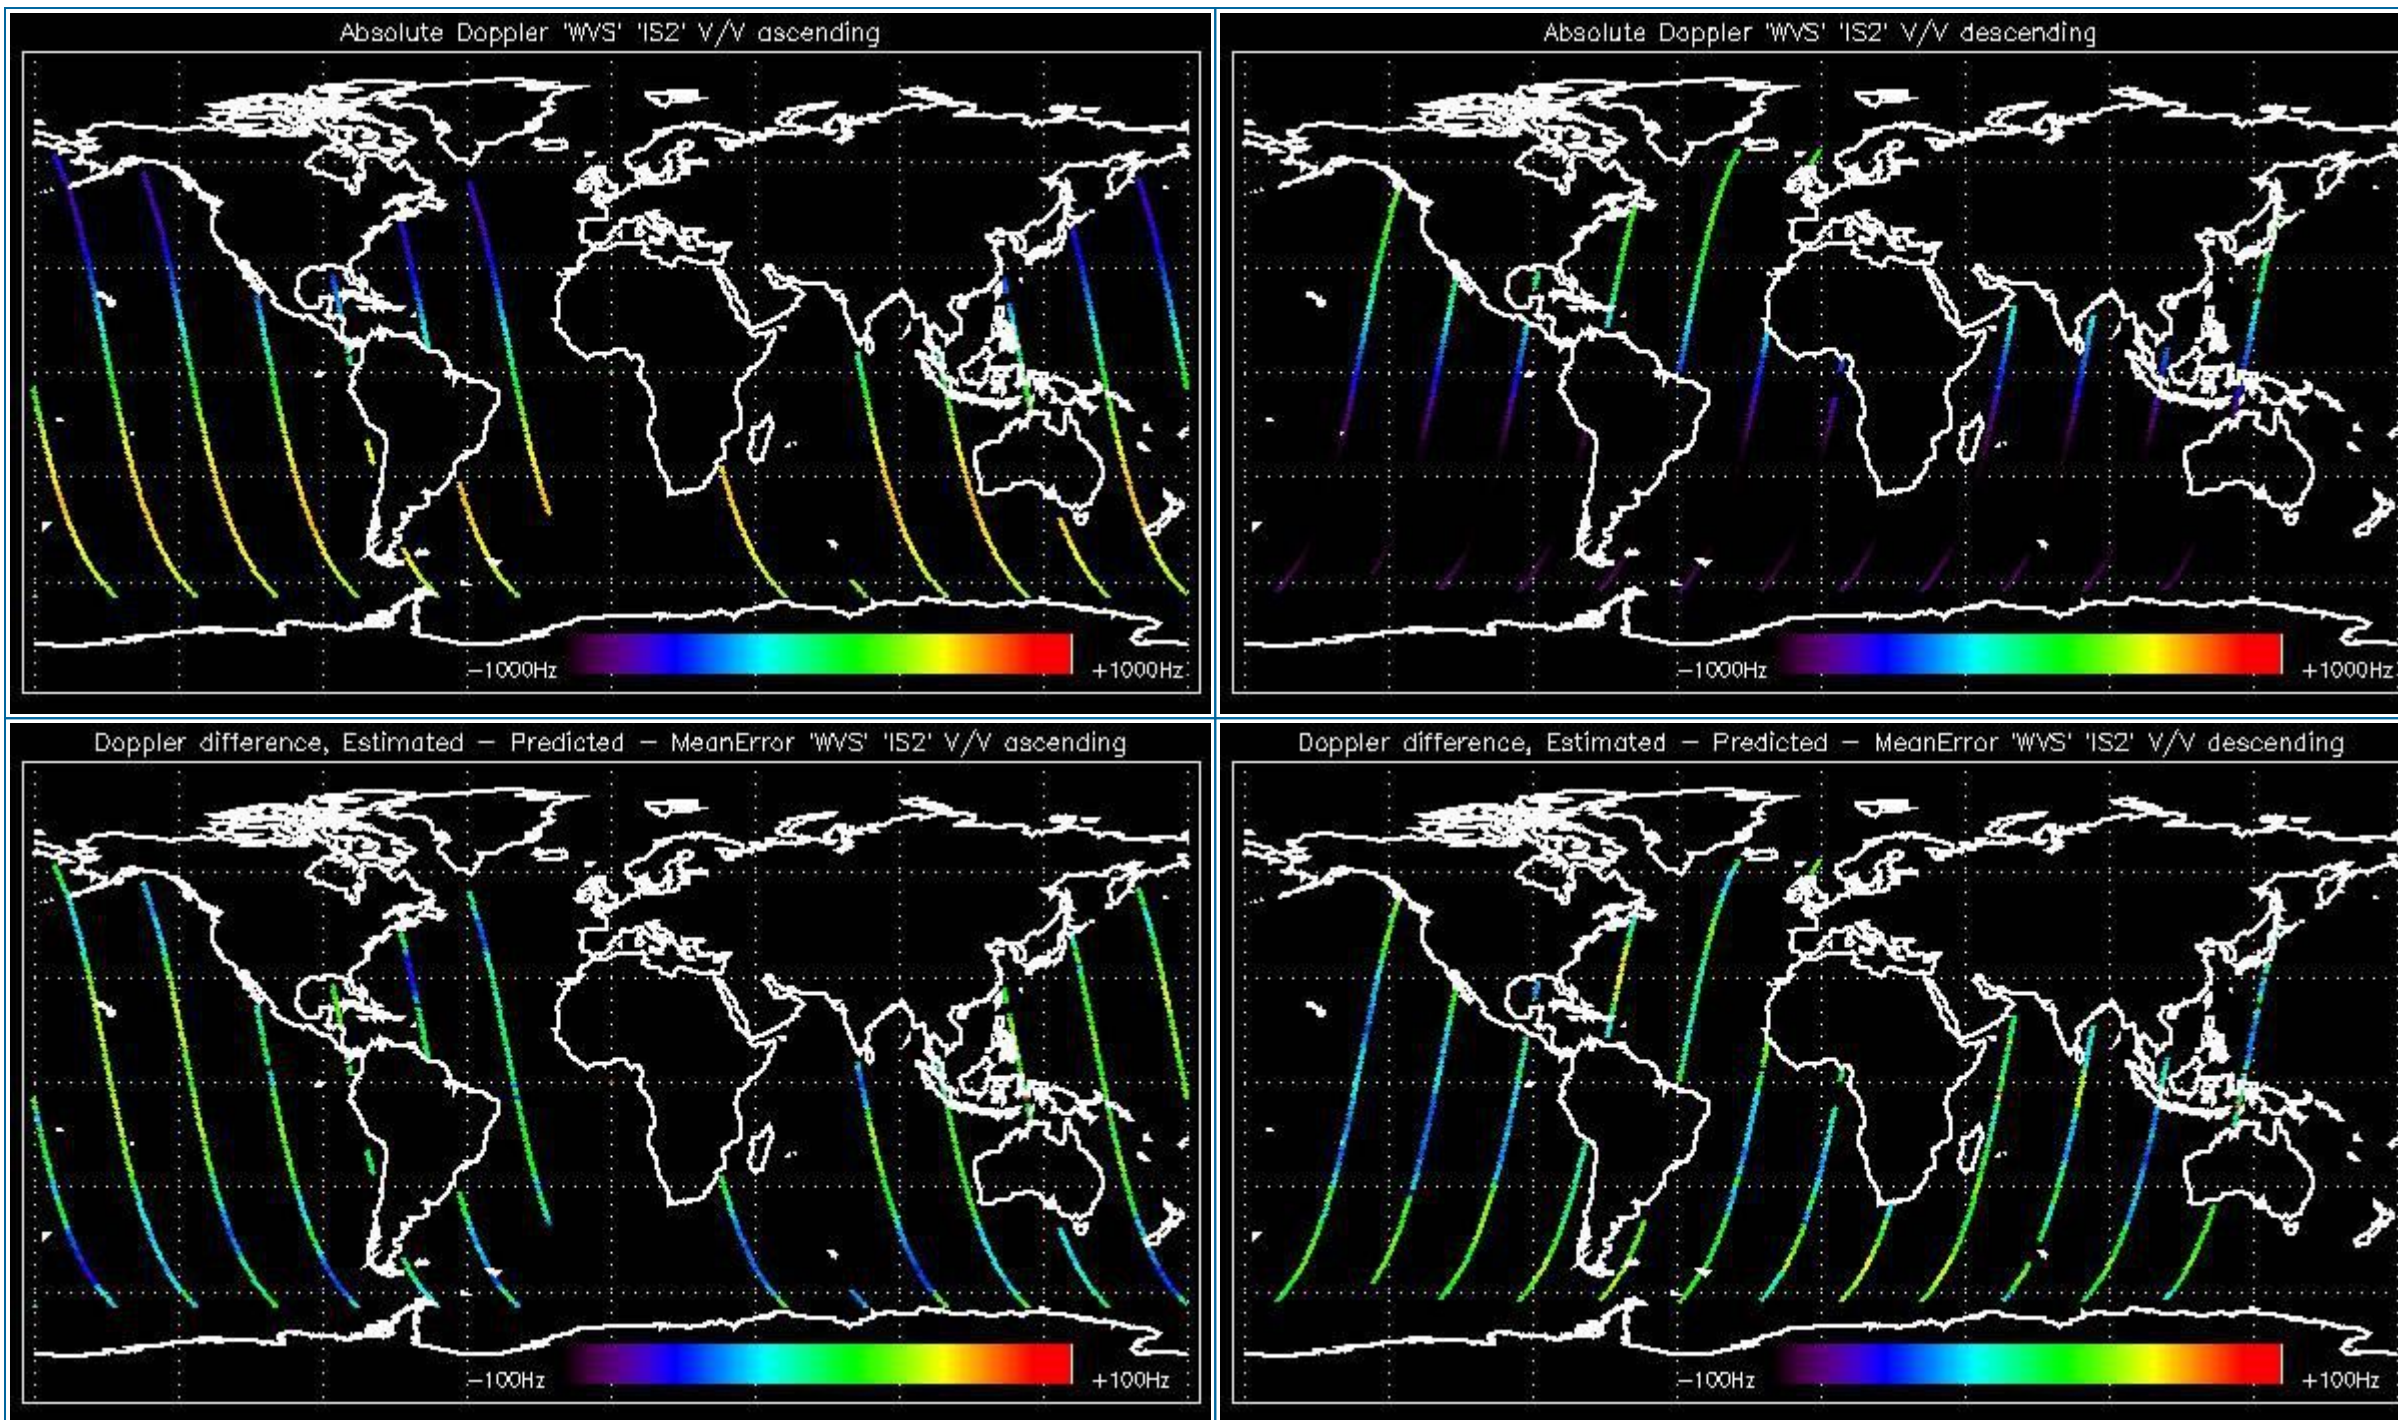 Absolute Doppler 'WVS' 'IS2' V/V ascending
-1000Hz
+1000Hz
Absolute Doppler 'WVS' 'IS2' V/V descending
-1000Hz
+1000Hz
Doppler difference, Estimated - Predicted - MeanError 'WVS' 'IS2' V/V ascending
-100Hz
+100Hz
Doppler difference, Estimated - Predicted - MeanError 'WVS' 'IS2' V/V descending
-100Hz
+100Hz